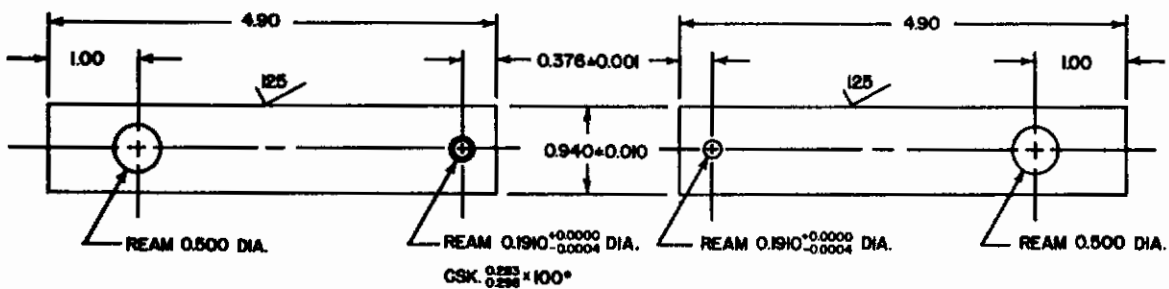 4.90 4.90
1.00 0.376±0.001 1.00
125 125
0.940±0.010
REAM 0.500 DIA. REAM 0.1910 +0.0000 -0.0004 DIA. REAM 0.1910 +0.0000 -0.0004 DIA. REAM 0.500 DIA.
CSK. × 100°